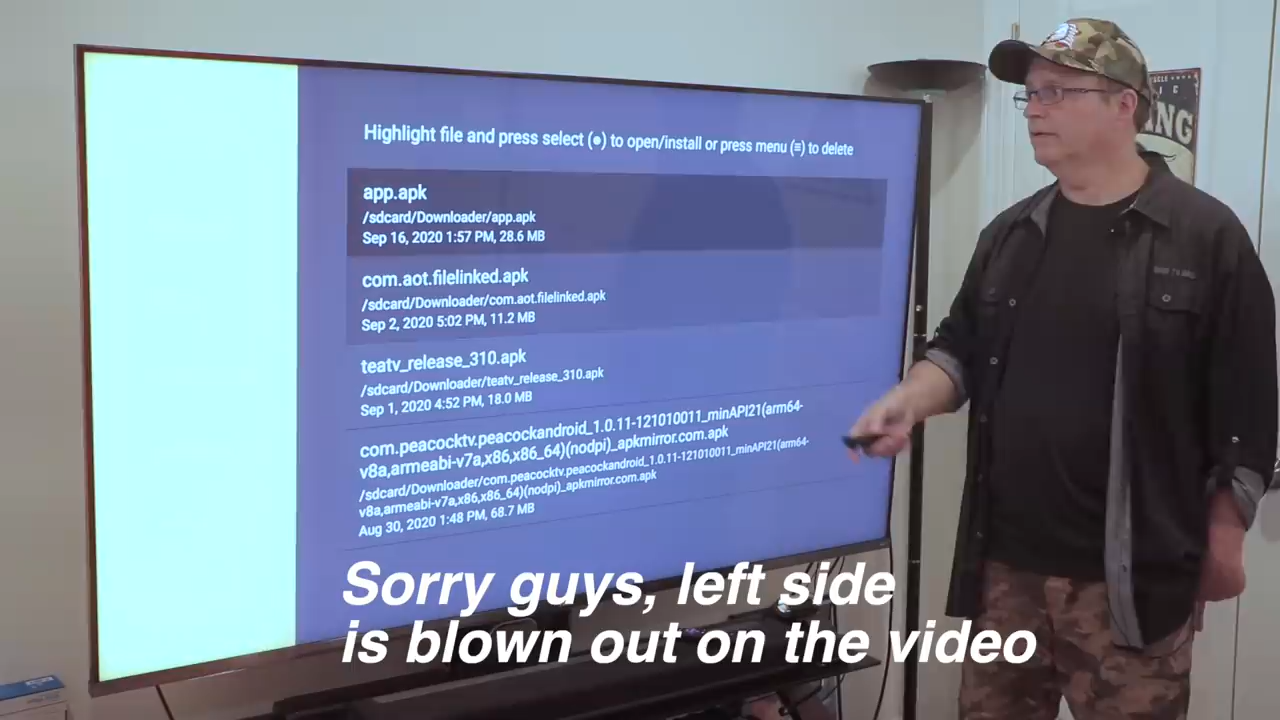 Highlight file and press select (●) to open/install or press menu (≡) to delete
app.apk
/sdcard/Downloader/app.apk
Sep 16, 2020 1:57 PM, 28.6 MB
com.aot.filelinked.apk
/sdcard/Downloader/com.aot.filelinked.apk
Sep 2, 2020 5:02 PM, 11.2 MB
teatv_release_310.apk
/sdcard/Downloader/teatv_release_310.apk
Sep 1, 2020 4:52 PM, 18.0 MB
com.peacocktv.peacockandroid_1.0.11-121010011_minAPI21(arm64-
v8a,armeabi-v7a,x86,x86_64)(nodpi)_apkmirror.com.apk
/sdcard/Downloader/com.peacocktv.peacockandroid_1.0.11-121010011_minAPI21(arm64-
v8a,armeabi-v7a,x86,x86_64)(nodpi)_apkmirror.com.apk
Aug 30, 2020 1:48 PM, 68.7 MB
Sorry guys, left side
is blown out on the video